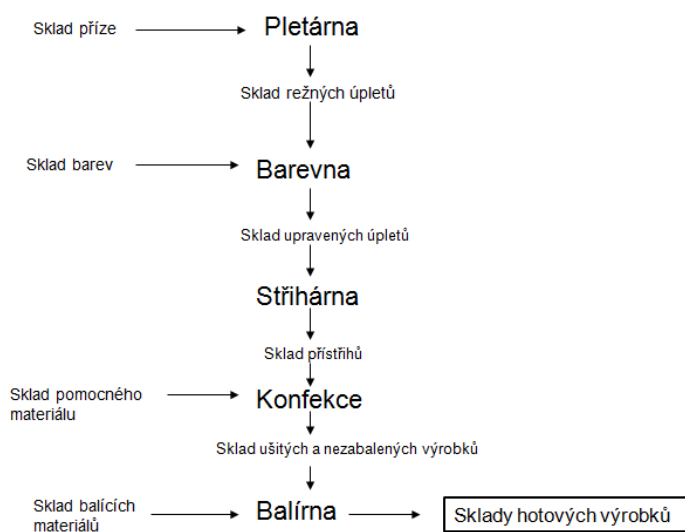 Sklad příze
Pletárna
Sklad režných úpletů
Sklad barev
Barevna
Sklad upravených úpletů
Střihárna
Sklad přístřihů
Sklad pomocného
materiálu
Konfekce
Sklad ušitých a nezabalených výrobků
Sklad balících
materiálů
Balírna
Sklady hotových výrobků